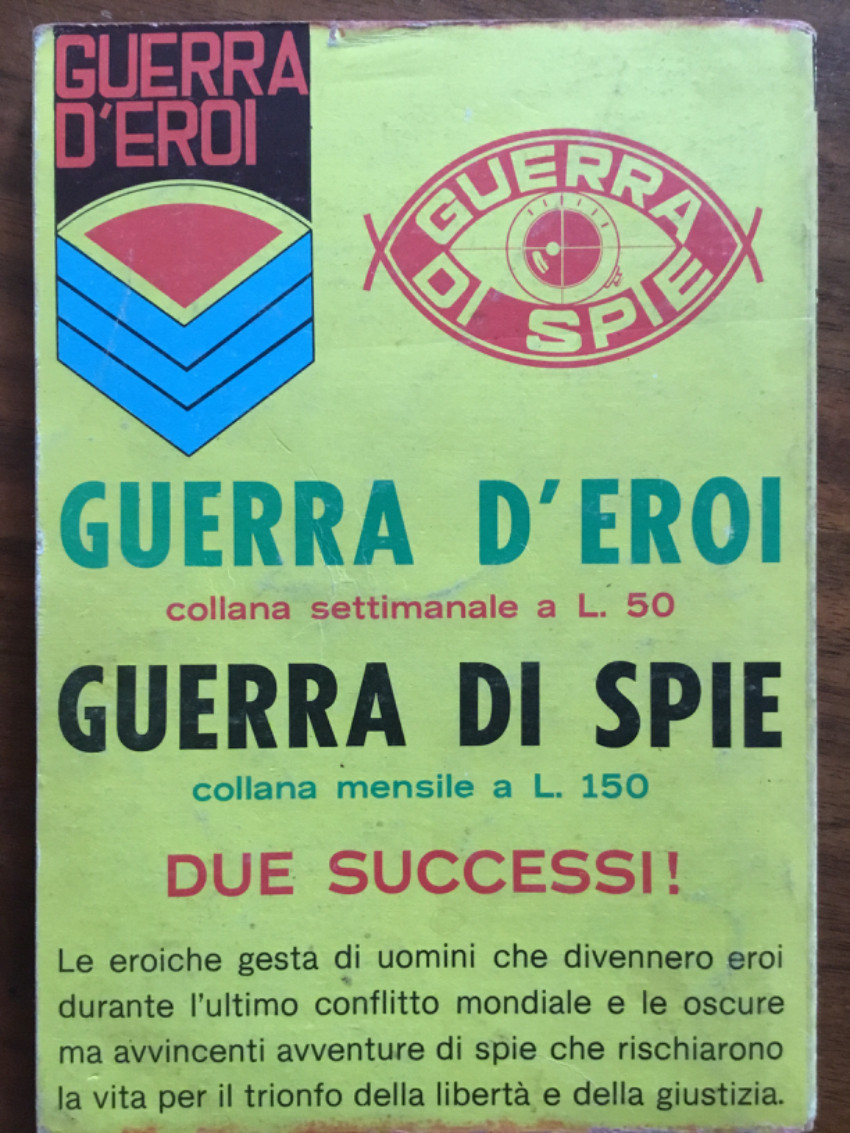 GUERRA
D'EROI
GUERRA
DI SPIE
GUERRA D'EROI
collana settimanale a L. 50
GUERRA DI SPIE
collana mensile a L. 150
DUE SUCCESSI!
Le eroiche gesta di uomini che divennero eroi
durante l'ultimo conflitto mondiale e le oscure
ma avvincenti avventure di spie che rischiarono
la vita per il trionfo della libertà e della giustizia.